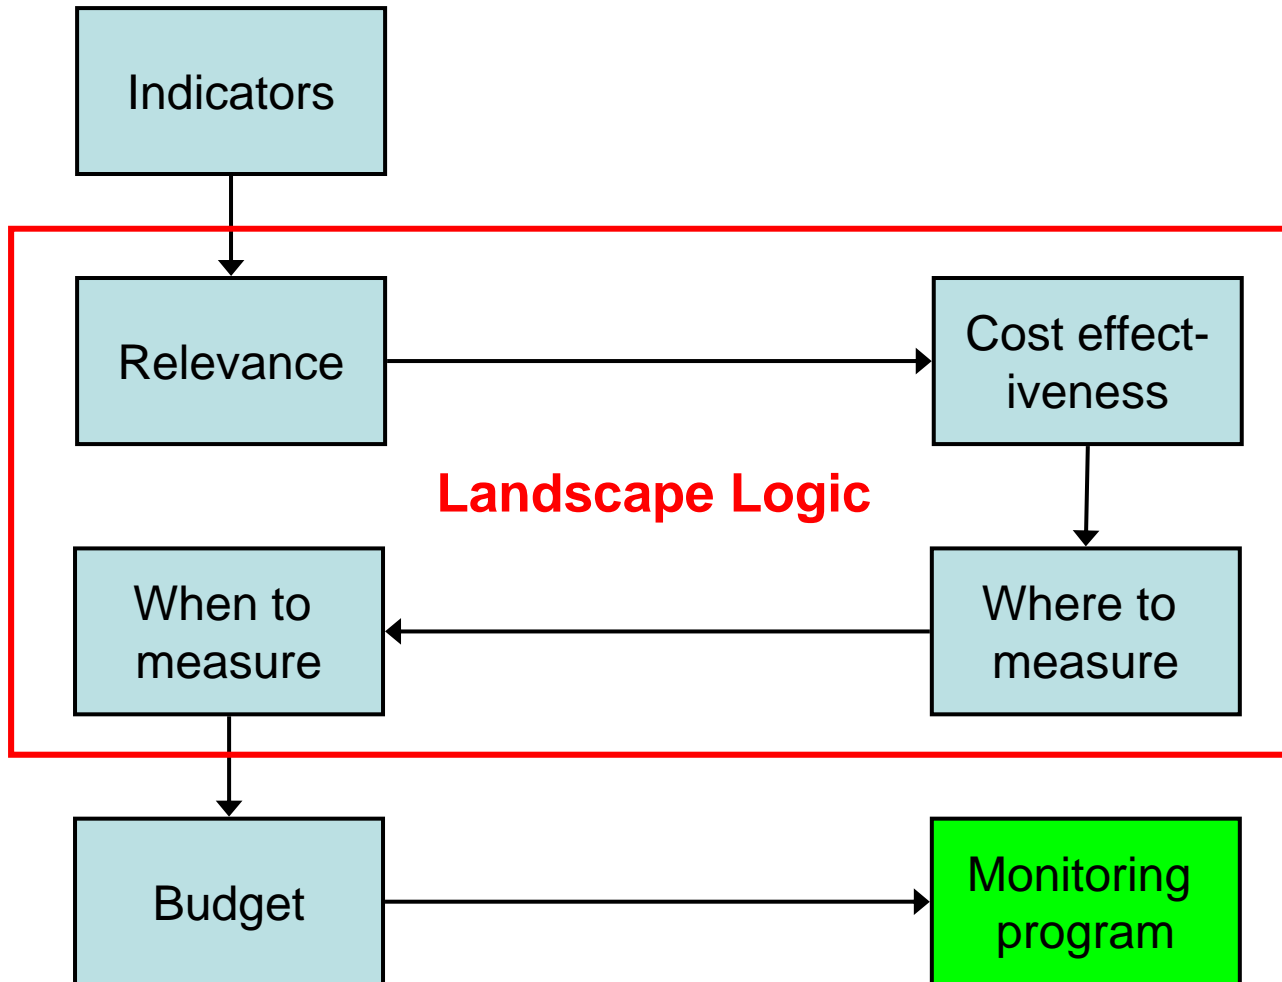 Indicators
Relevance
Cost effect-
iveness
Landscape Logic
When to
measure
Where to
measure
Budget
Monitoring
program